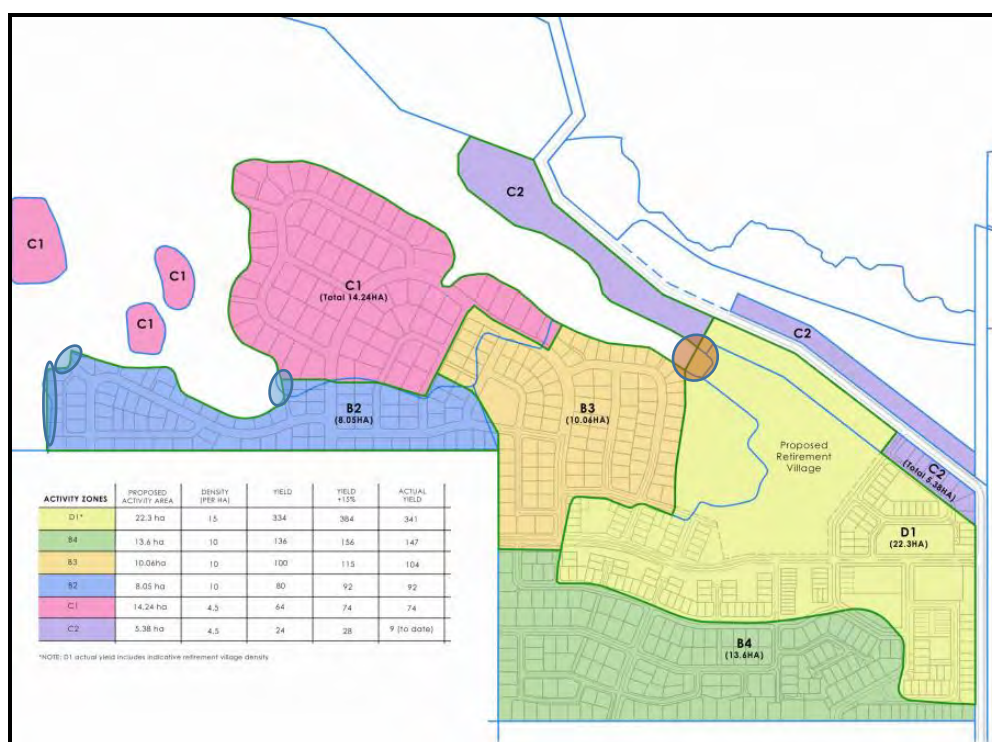 C2
C1
C1
(Total 14.24HA)
C1
C1
C2
B2
(8.05HA)
B3
(10.06HA)
Proposed
Retirement
Village
C2
(Total 5.38HA)
D1
(22.3HA)
B4
(13.6HA)
ACTIVITY ZONES PROPOSED ACTIVITY AREA DENSITY (PER HA) YIELD YIELD +15% ACTUAL YIELD
D1* 22.3 ha 15 334 384 341
B4 13.6 ha 10 136 156 147
B3 10.06ha 10 100 115 104
B2 8.05 ha 10 80 92 92
C1 14.24 ha 4.5 64 74 74
C2 5.38 ha 4.5 24 28 9 (to date)
*NOTE: D1 actual yield includes indicative retirement village density